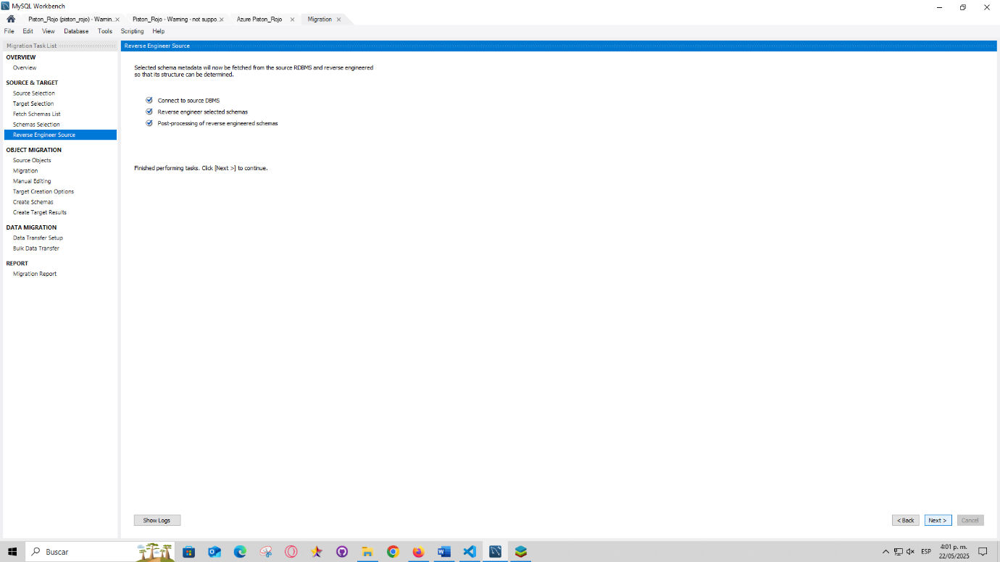 MySQL Workbench
Piston_Rojo (piston_rojo) - Warnin...
Piston_Rojo - Warning - not suppo...
Azure Piston_Rojo
Migration
File Edit View Database Tools Scripting Help
Migration Task List
OVERVIEW
Overview
SOURCE & TARGET
Source Selection
Target Selection
Fetch Schemas List
Schemas Selection
Reverse Engineer Source
OBJECT MIGRATION
Source Objects
Migration
Manual Editing
Target Creation Options
Create Schemas
Create Target Results
DATA MIGRATION
Data Transfer Setup
Bulk Data Transfer
REPORT
Migration Report
Reverse Engineer Source
Selected schema metadata will now be fetched from the source RDBMS and reverse engineered
so that its structure can be determined.
Connect to source DBMS
Reverse engineer selected schemas
Post-processing of reverse engineered schemas
Finished performing tasks. Click [Next >] to continue.
Show Logs
< Back
Next >
Cancel
Buscar
ESP
4:01 p. m.
22/05/2025